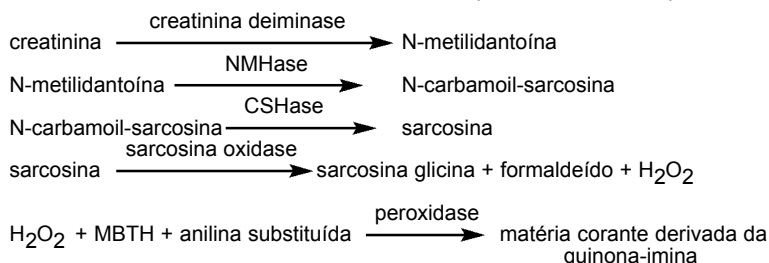 creatinina deiminase
creatinina N-metilidantoína
NMHase
N-metilidantoína N-carbamoil-sarcosina
CSHase
N-carbamoil-sarcosina sarcosina
sarcosina oxidase
sarcosina sarcosina glicina + formaldeído + H2O2
peroxidase
H2O2 + MBTH + anilina substituída matéria corante derivada da
quinona-imina